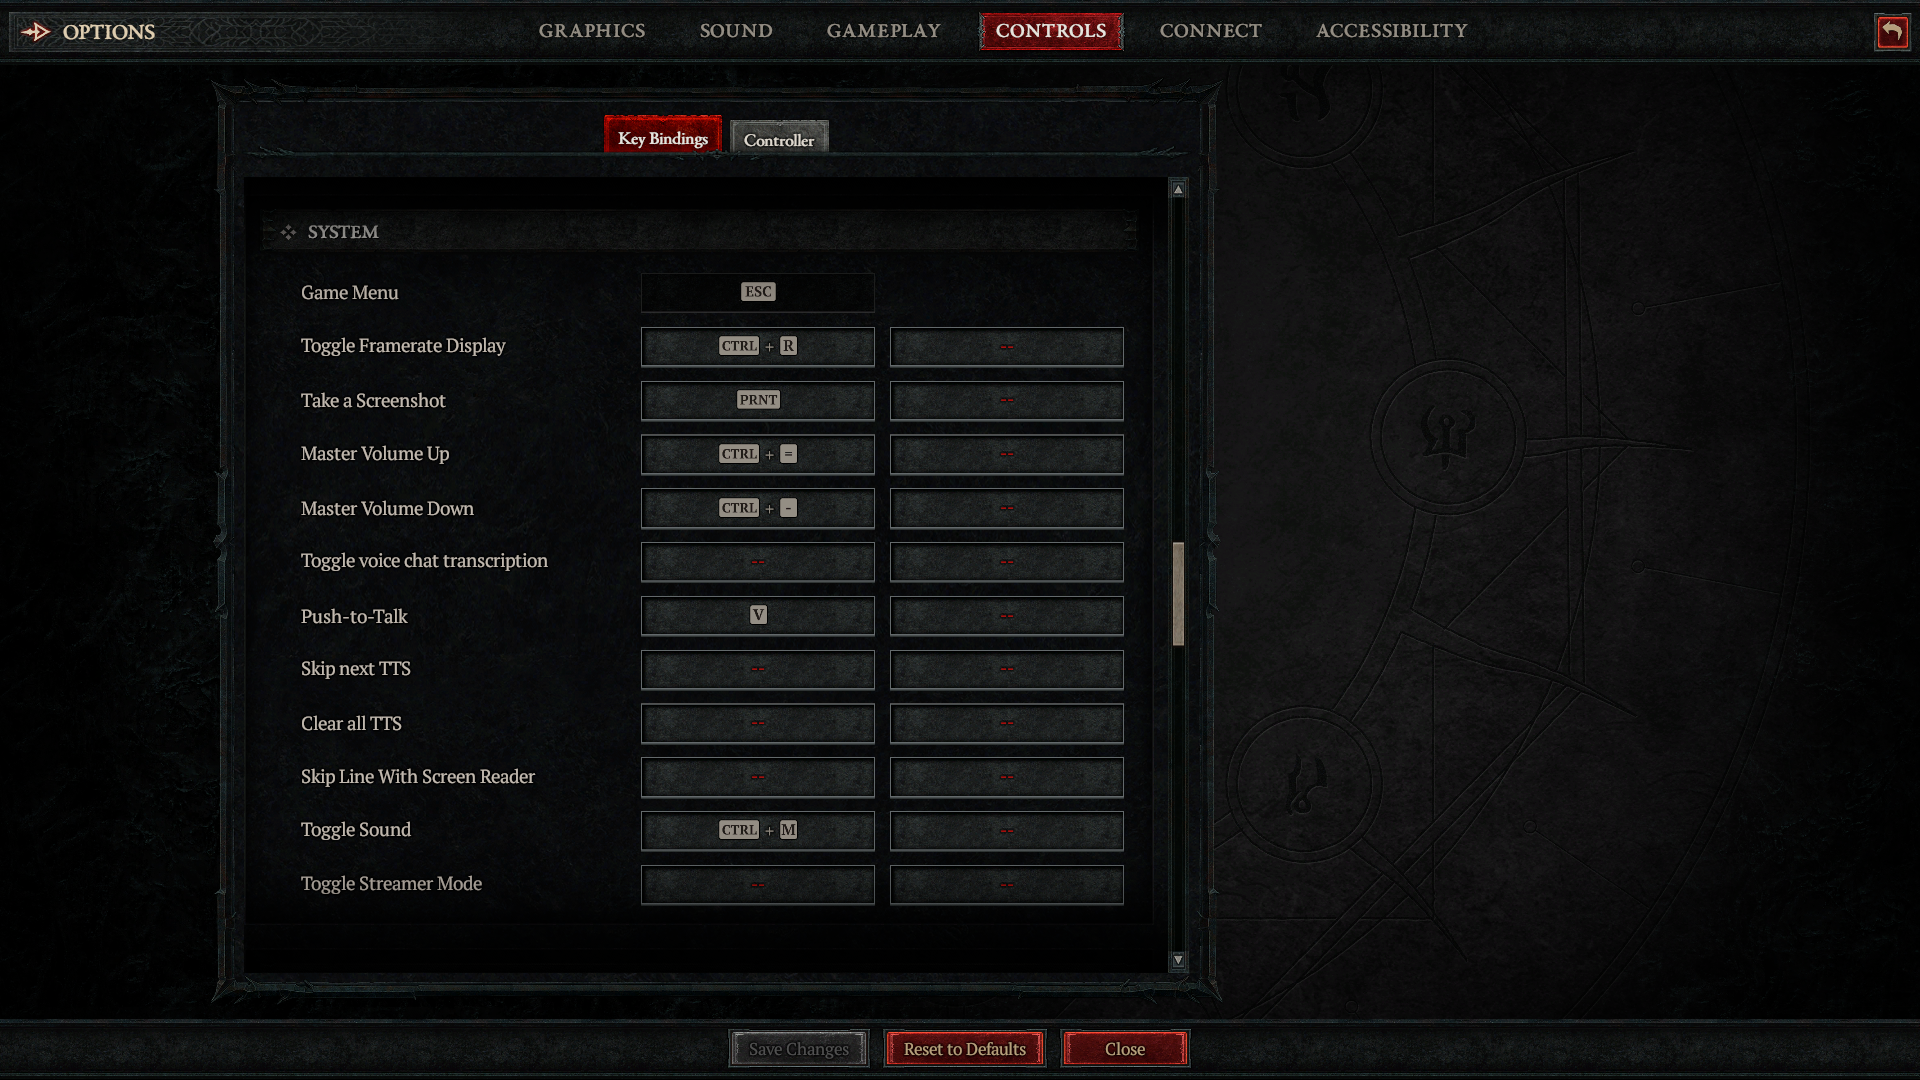 OPTIONS
GRAPHICS SOUND GAMEPLAY CONTROLS CONNECT ACCESSIBILITY
Key Bindings Controller
SYSTEM
Game Menu ESC
Toggle Framerate Display CTRL + R --
Take a Screenshot PRNT --
Master Volume Up CTRL + = --
Master Volume Down CTRL + - --
Toggle voice chat transcription -- --
Push-to-Talk V --
Skip next TTS -- --
Clear all TTS -- --
Skip Line With Screen Reader -- --
Toggle Sound CTRL + M --
Toggle Streamer Mode -- --
Save Changes Reset to Defaults Close